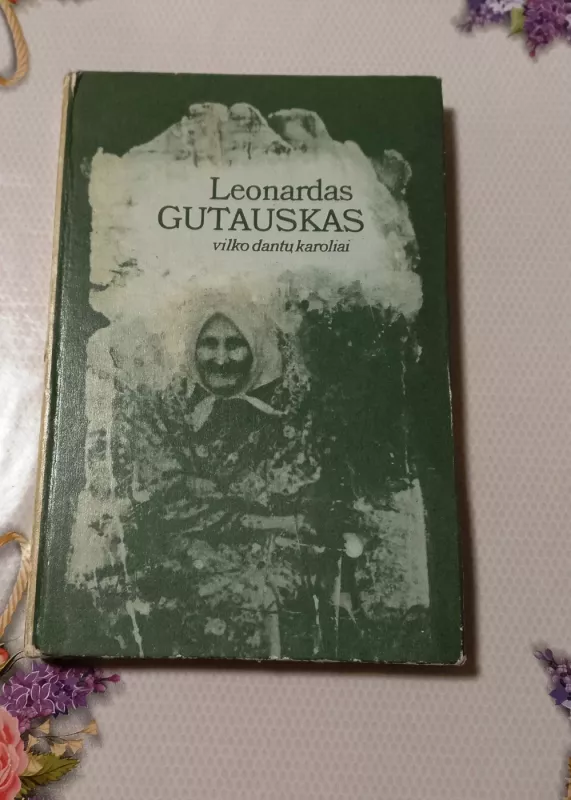 Leonardas
GUTAUSKAS
vilko dantų karoliai